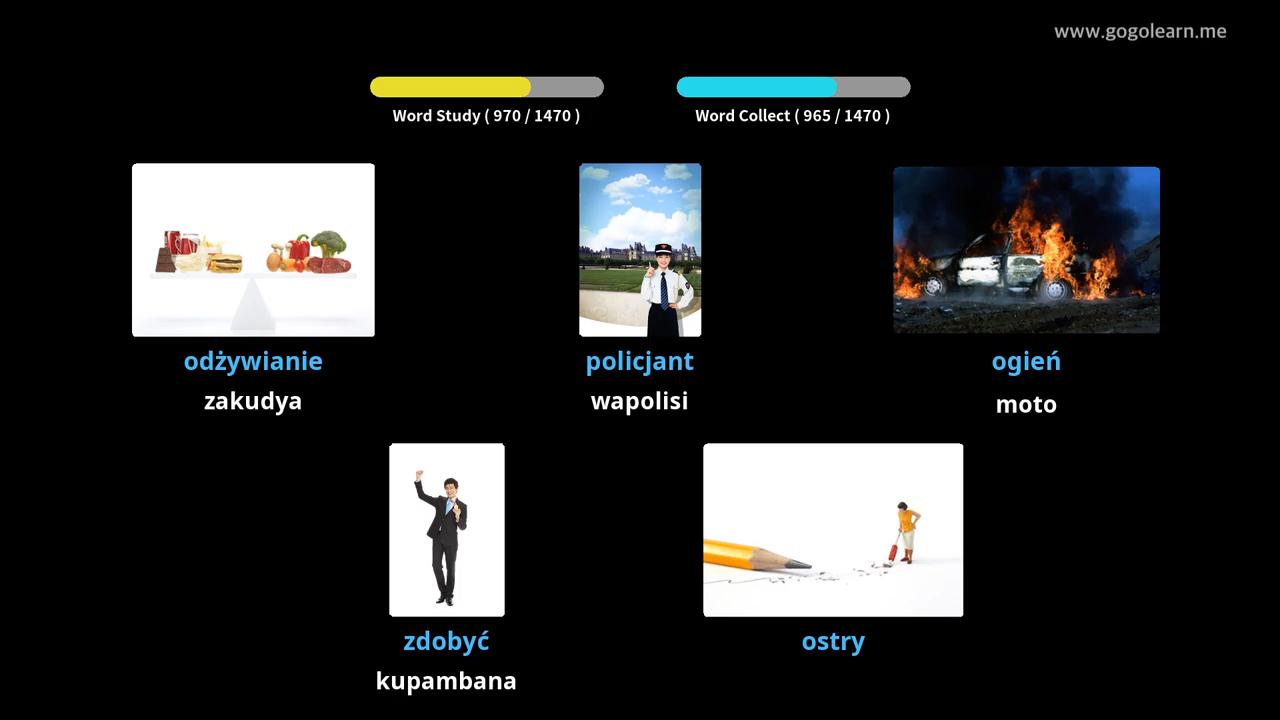 www.gogolearn.me
Word Study ( 970 / 1470 )
Word Collect ( 965 / 1470 )
odżywianie
zakudya
policjant
wapolisi
ogień
moto
zdobyć
kupambana
ostry